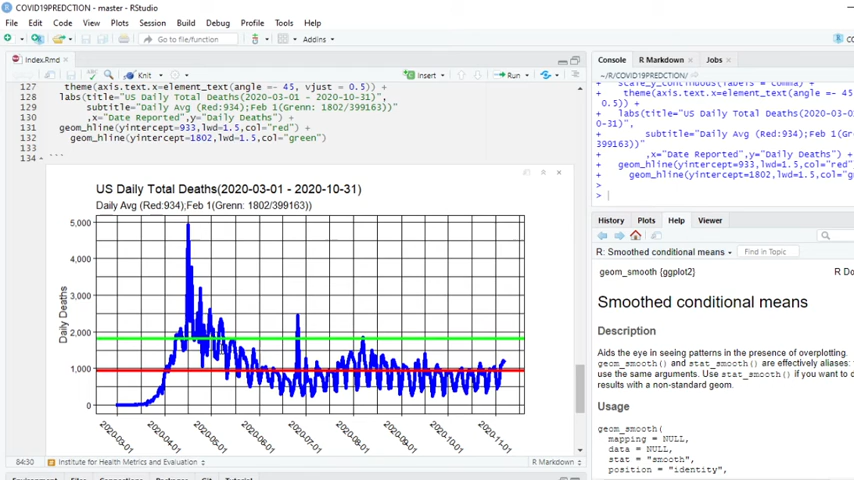 COVID19PREDCTION - master - RStudio
File Edit Code View Plots Session Build Debug Profile Tools Help
Go to file/function Addins
Index.Rmd
Knit Insert Run
127 theme(axis.text.x=element_text(angle =- 45, vjust = 0.5)) +
128 labs(title="US Daily Total Deaths(2020-03-01 - 2020-10-31)",
129 subtitle="Daily Avg (Red:934);Feb 1(Grenn: 1802/399163))"
130 ,x="Date Reported",y="Daily Deaths") +
131 geom_hline(yintercept=933,lwd=1.5,col="red") +
132 geom_hline(yintercept=1802,lwd=1.5,col="green")
133
134 ```
US Daily Total Deaths(2020-03-01 - 2020-10-31)
Daily Avg (Red:934);Feb 1(Grenn: 1802/399163))
Daily Deaths
5,000
4,000
3,000
2,000
1,000
0
2020-03-01
2020-04-01
2020-05-01
2020-06-01
2020-07-01
2020-08-01
2020-09-01
2020-10-01
2020-11-01
84:30 Institute for Health Metrics and Evaluation R Markdown
Console R Markdown Jobs
~/R/COVID19PREDCTION/
+ scale_y_continuous(labels = comma) +
+ theme(axis.text.x=element_text(angle =- 45, vjust =
0.5)) +
+ labs(title="US Daily Total Deaths(2020-03-01 - 2020-1
0-31)",
+ subtitle="Daily Avg (Red:934);Feb 1(Grenn: 1802/
399163))"
+ ,x="Date Reported",y="Daily Deaths") +
+ geom_hline(yintercept=933,lwd=1.5,col="red") +
+ geom_hline(yintercept=1802,lwd=1.5,col="gre
>
>
History Plots Help Viewer
R: Smoothed conditional means Find in Topic
geom_smooth {ggplot2} R Do
Smoothed conditional means
Description
Aids the eye in seeing patterns in the presence of overplotting.
geom_smooth() and stat_smooth() are effectively aliases:
use the same arguments. Use stat_smooth() if you want to d
results with a non-standard geom.
Usage
geom_smooth(
mapping = NULL,
data = NULL,
stat = "smooth",
position = "identity",